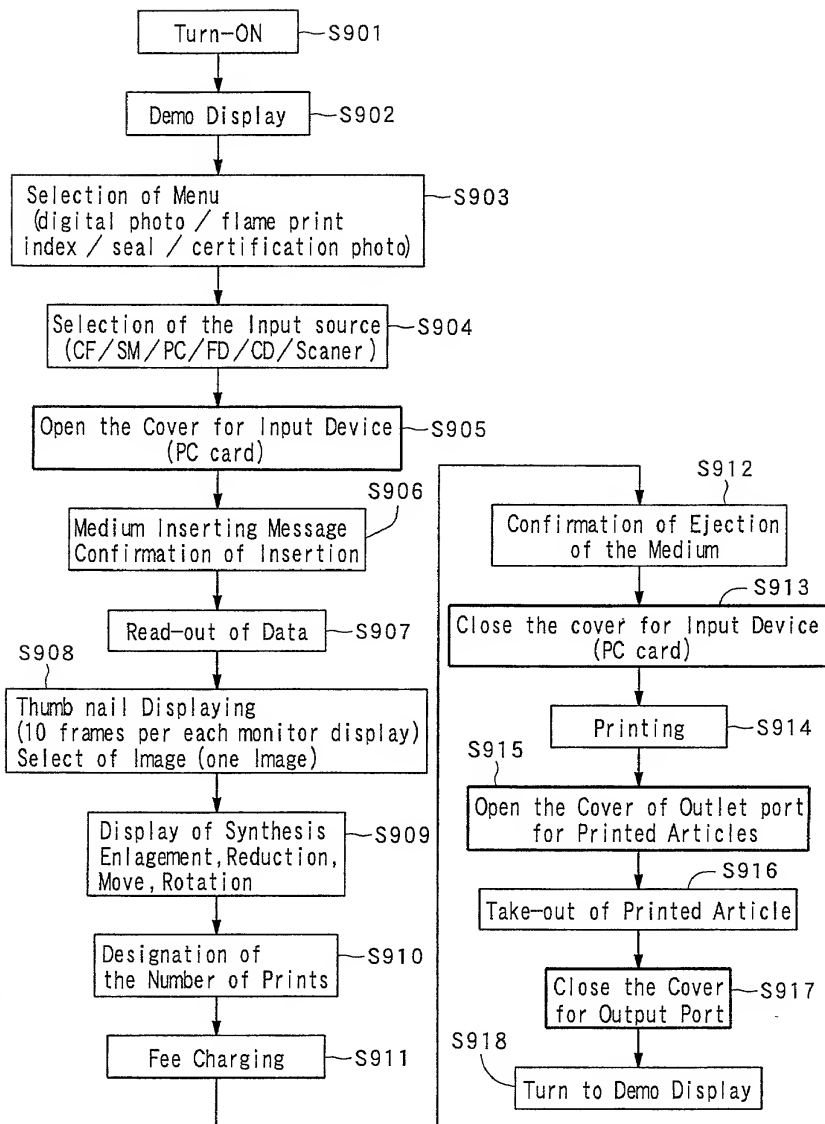 Turn-ON
S901
Demo Display
S902
Selection of Menu
(digital photo / flame print
index / seal / certification photo)
S903
Selection of the Input source
(CF/SM/PC/FD/CD/Scaner)
S904
Open the Cover for Input Device
(PC card)
S905
S906
Medium Inserting Message
Confirmation of Insertion
Read-out of Data
S907
S908
Thumb nail Displaying
(10 frames per each monitor display)
Select of Image (one Image)
Display of Synthesis
Enlagement, Reduction,
Move, Rotation
S909
Designation of
the Number of Prints
S910
Fee Charging
S911
S912
Confirmation of Ejection
of the Medium
S913
Close the cover for Input Device
(PC card)
Printing
S914
S915
Open the Cover of Outlet port
for Printed Articles
S916
Take-out of Printed Article
Close the Cover
for Output Port
S917
S918
Turn to Demo Display